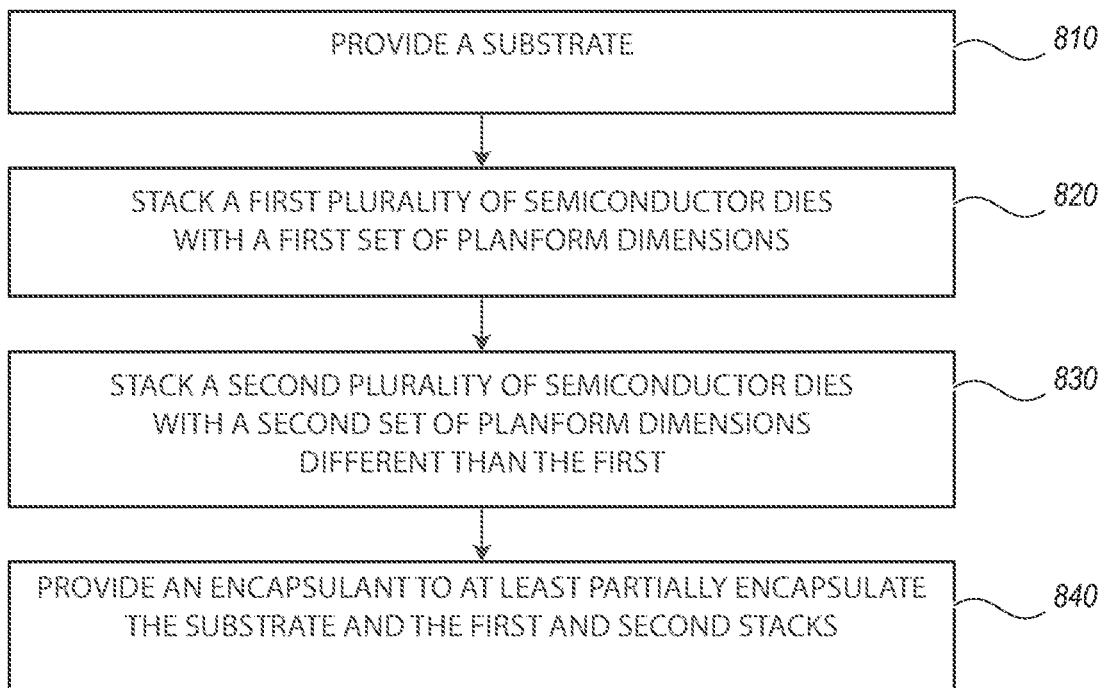 PROVIDE A SUBSTRATE
810
STACK A FIRST PLURALITY OF SEMICONDUCTOR DIES
WITH A FIRST SET OF PLANFORM DIMENSIONS
820
STACK A SECOND PLURALITY OF SEMICONDUCTOR DIES
WITH A SECOND SET OF PLANFORM DIMENSIONS
DIFFERENT THAN THE FIRST
830
PROVIDE AN ENCAPSULANT TO AT LEAST PARTIALLY ENCAPSULATE
THE SUBSTRATE AND THE FIRST AND SECOND STACKS
840